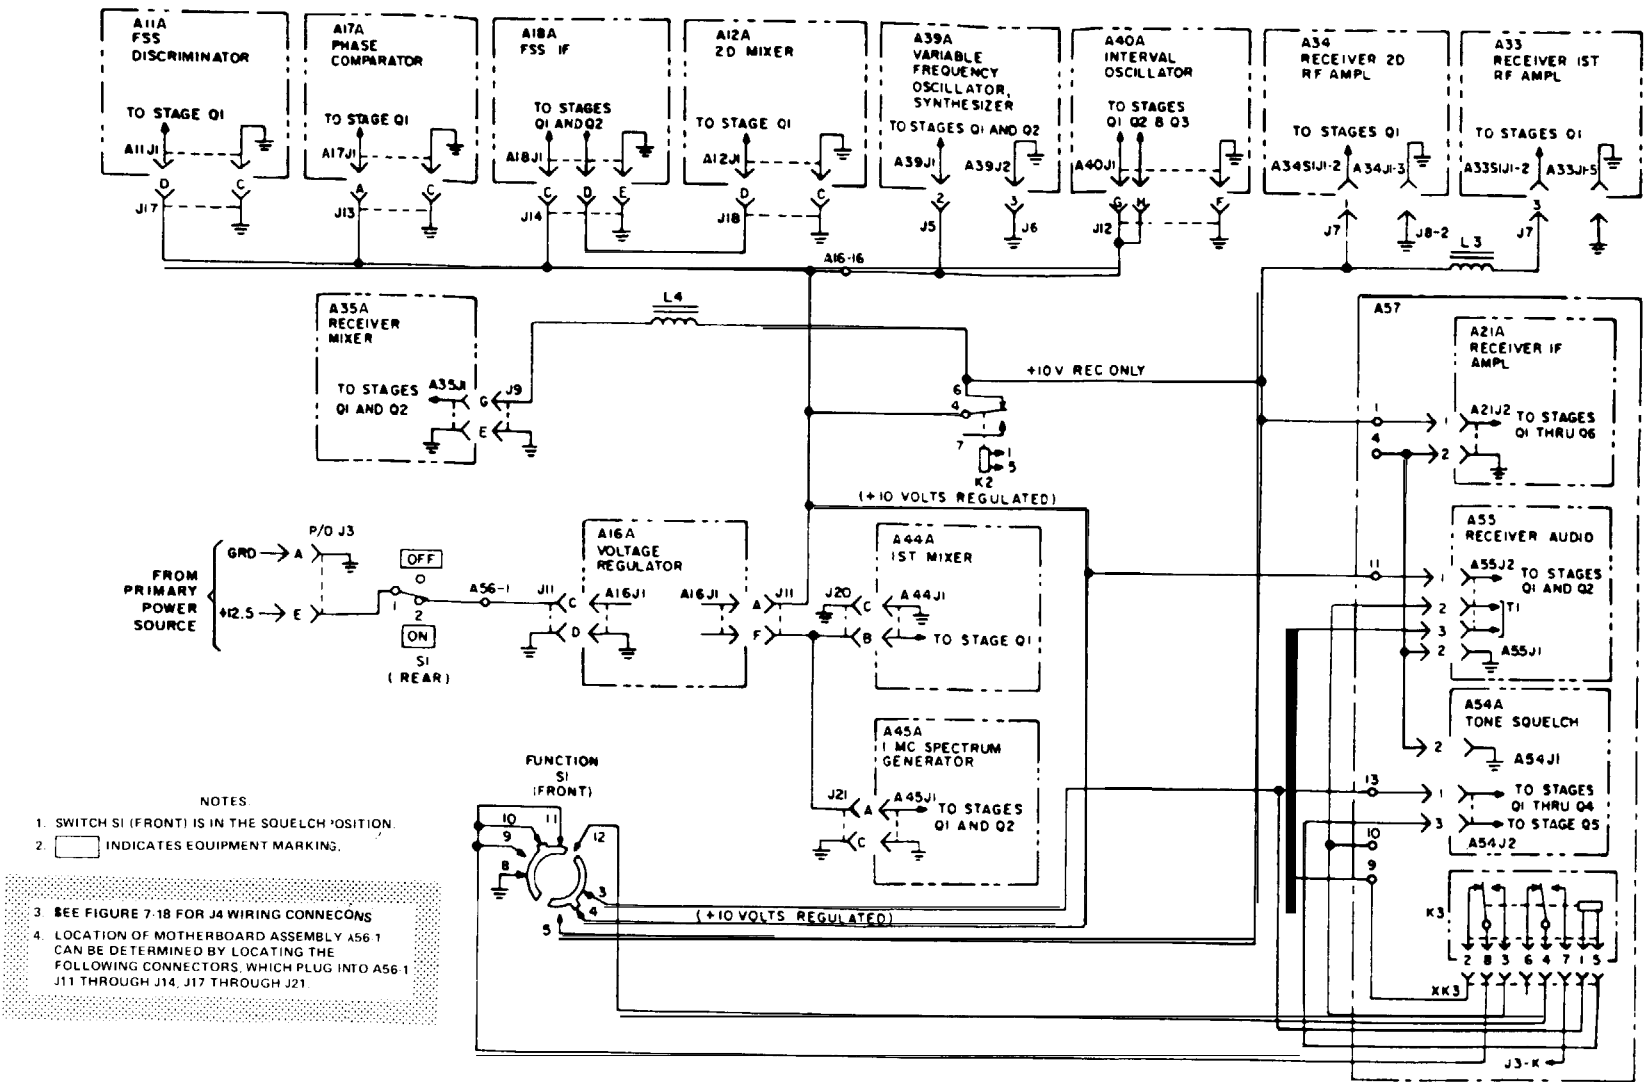 A11A
FSS
DISCRIMINATOR
TO STAGE Q1
A11J1
D
C
J17
A17A
PHASE
COMPARATOR
TO STAGE Q1
A17J1
A
C
J13
A18A
FSS IF
TO STAGES
Q1 AND Q2
A18J1
C
D
E
J14
A12A
2D MIXER
TO STAGE Q1
A12J1
D
C
J18
A39A
VARIABLE
FREQUENCY
OSCILLATOR,
SYNTHESIZER
TO STAGES Q1 AND Q2
A39J1
A39J2
2
3
J5
J6
A40A
INTERVAL
OSCILLATOR
TO STAGES
Q1 Q2 8 Q3
A40J1
G
H
F
J12
A34
RECEIVER 2D
RF AMPL
TO STAGES Q1
A34S1J1-2
A34J1-3
1
J7
J8-2
A33
RECEIVER 1ST
RF AMPL
TO STAGES Q1
A33S1J1-2
A33J1-5
3
J7
L3
A16-16
A35A
RECEIVER
MIXER
TO STAGES
Q1 AND Q2
A35J1
G
J9
E
L4
+10V REC ONLY
6
4
7
1
5
K2
(+10 VOLTS REGULATED)
A57
A21A
RECEIVER IF
AMPL
1
1
A21J2
TO STAGES
Q1 THRU Q6
4
2
FROM
PRIMARY
POWER
SOURCE
P/O J3
GRD
A
+12.5
E
OFF
1
2
ON
S1
(REAR)
A56-1
J11
C
D
A16A
VOLTAGE
REGULATOR
A16J1
A16J1
A
F
J11
A44A
1ST MIXER
J20
C
A44J1
B
TO STAGE Q1
A45A
1 MC SPECTRUM
GENERATOR
J21
A
A45J1
C
TO STAGES
Q1 AND Q2
A55
RECEIVER AUDIO
11
1
A55J2
TO STAGES
Q1 AND Q2
2
T1
3
2
A55J1
A54A
TONE SQUELCH
2
A54J1
13
1
TO STAGES
Q1 THRU Q4
3
TO STAGE Q5
A54J2
10
9
K3
2 8 3 6 4 7 1 5
XK3
J3-K
FUNCTION
S1
(FRONT)
10
11
12
9
8
3
4
5
(+10 VOLTS REGULATED)
NOTES
1. SWITCH S1 (FRONT) IS IN THE SQUELCH POSITION.
2. INDICATES EQUIPMENT MARKING.
3. SEE FIGURE 7-18 FOR J4 WIRING CONNECONS
4. LOCATION OF MOTHERBOARD ASSEMBLY A56-1
CAN BE DETERMINED BY LOCATING THE
FOLLOWING CONNECTORS, WHICH PLUG INTO A56-1
J11 THROUGH J14, J17 THROUGH J21